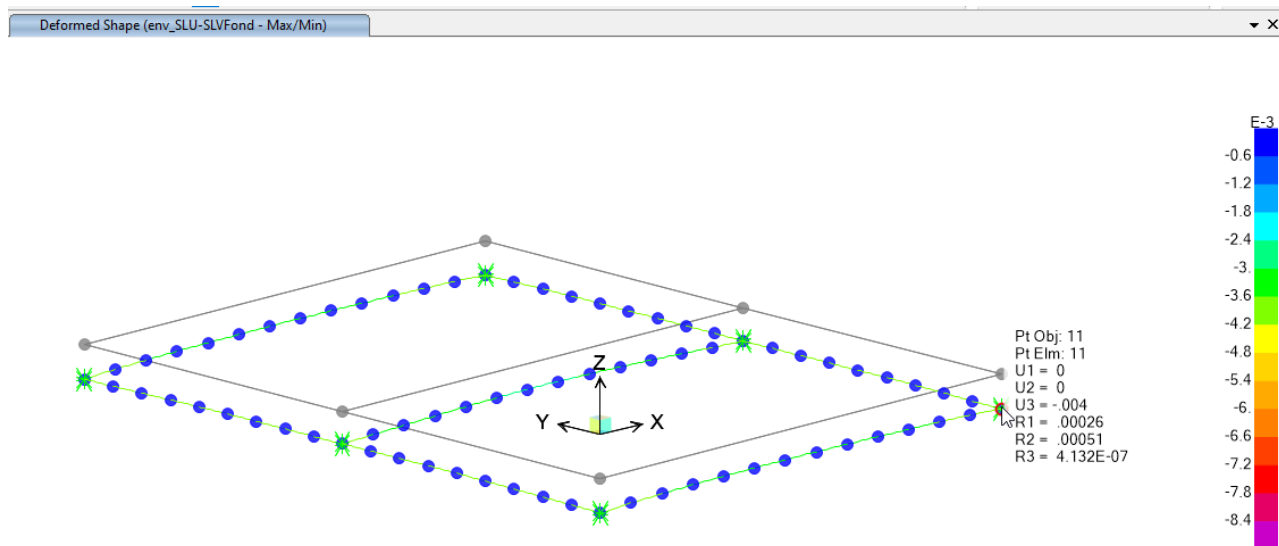 Deformed Shape (env_SLU-SLVFond - Max/Min)
E-3
-0.6
-1.2
-1.8
-2.4
-3.
-3.6
-4.2
-4.8
-5.4
-6.
-6.6
-7.2
-7.8
-8.4
Pt Obj: 11
Pt Elm: 11
U1 = 0
U2 = 0
U3 = -.004
R1 = .00026
R2 = .00051
R3 = 4.132E-07
Z
Y
X